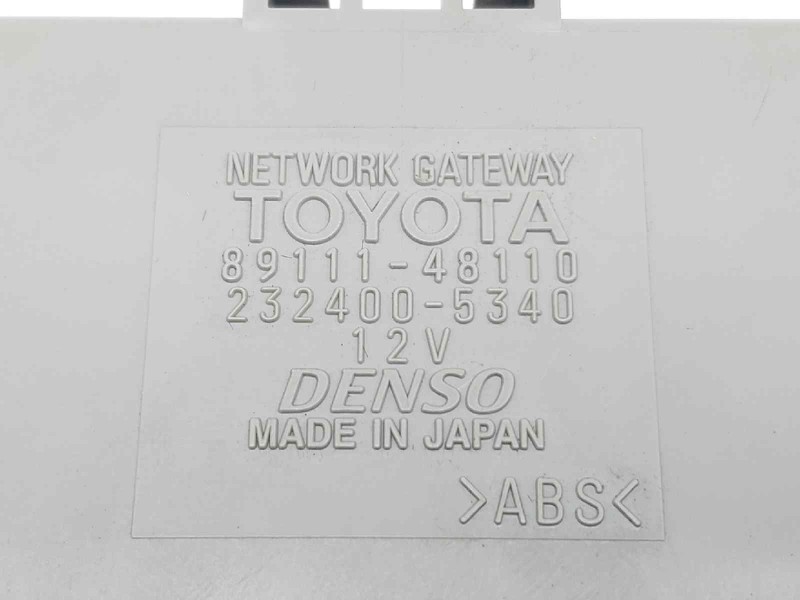 NETWORK GATEWAY
TOYOTA
89111-48110
232400-5340
12V
DENSO
MADE IN JAPAN
>ABS<